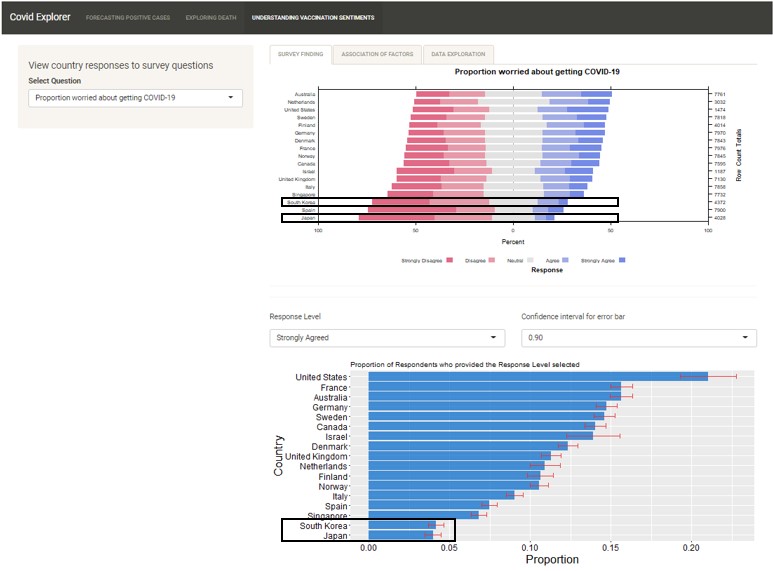 Covid Explorer FORECASTING POSITIVE CASES EXPLORING DEATH UNDERSTANDING VACCINATION SENTIMENTS
View country responses to survey questions
Select Question
Proportion worried about getting COVID-19
SURVEY FINDING ASSOCIATION OF FACTORS DATA EXPLORATION
Proportion worried about getting COVID-19
Australia 7761
Netherlands 3032
United States 1474
Sweden 7818
Finland 4014
Germany 7970
Denmark 7843
France 7976
Norway 7845
Canada 7595
Israel 1187
United Kingdom 7130
Italy 7838
Singapore 7732
South Korea 4372
Spain 7900
Japan 4028
Row Count Totals
100 50 0 50 100
Percent
Strongly Disagree Disagree Neutral Agree Strongly Agree
Response
Response Level Confidence interval for error bar
Strongly Agreed 0.90
Proportion of Respondents who provided the Response Level selected
Country
United States
France
Australia
Germany
Sweden
Canada
Israel
Denmark
United Kingdom
Netherlands
Finland
Norway
Italy
Spain
Singapore
South Korea
Japan
0.00 0.05 0.10 0.15 0.20
Proportion